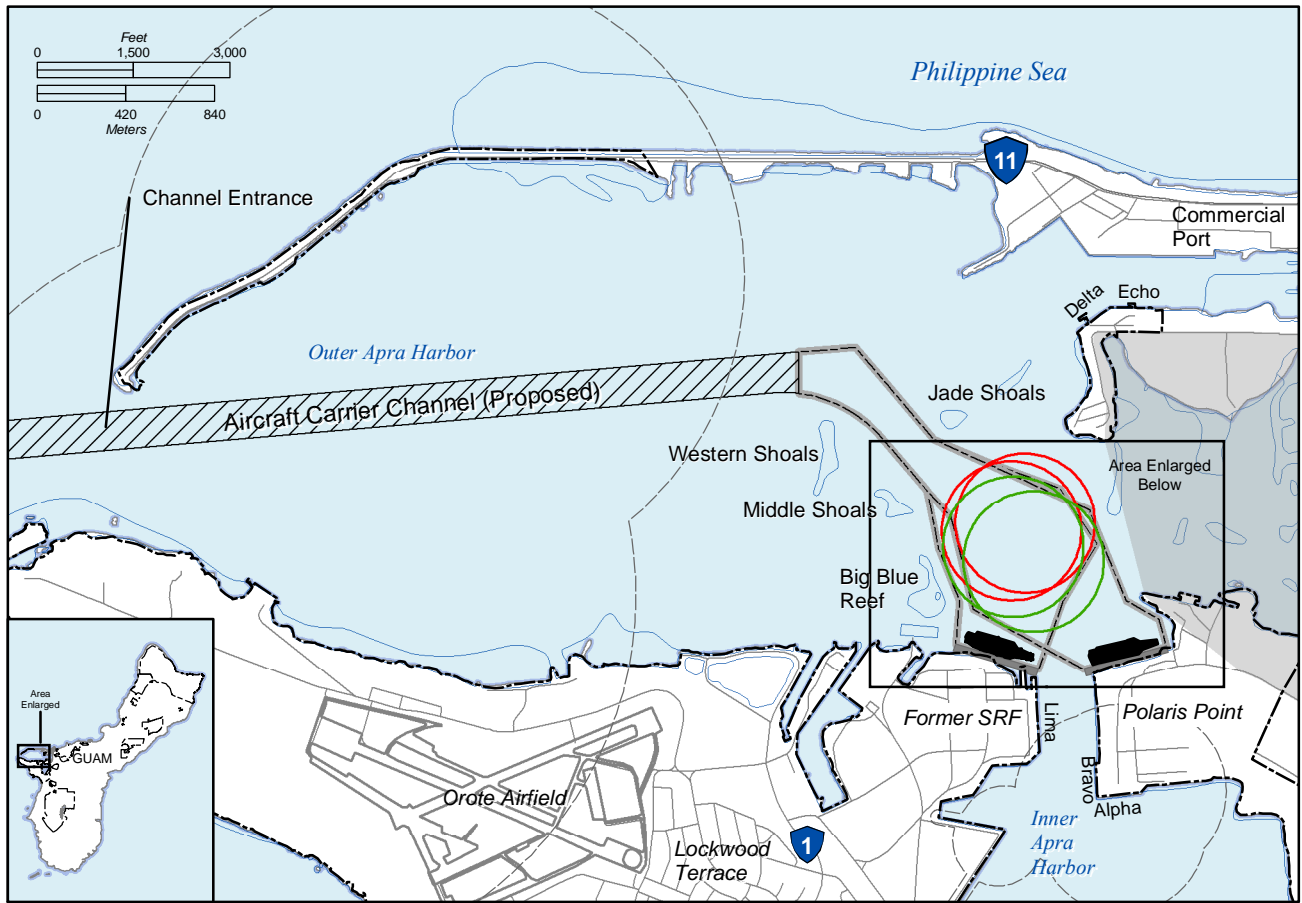 Feet
0 1,500 3,000
0 420 840
Meters
Philippine Sea
11
Channel Entrance
Commercial
Port
Delta
Echo
Outer Apra Harbor
Aircraft Carrier Channel (Proposed)
Jade Shoals
Western Shoals
Area Enlarged
Below
Middle Shoals
Big Blue
Reef
Area
Enlarged
GUAM
Former SRF
Lima
Polaris Point
Bravo
Alpha
Orote Airfield
Lockwood
Terrace
1
Inner
Apra
Harbor